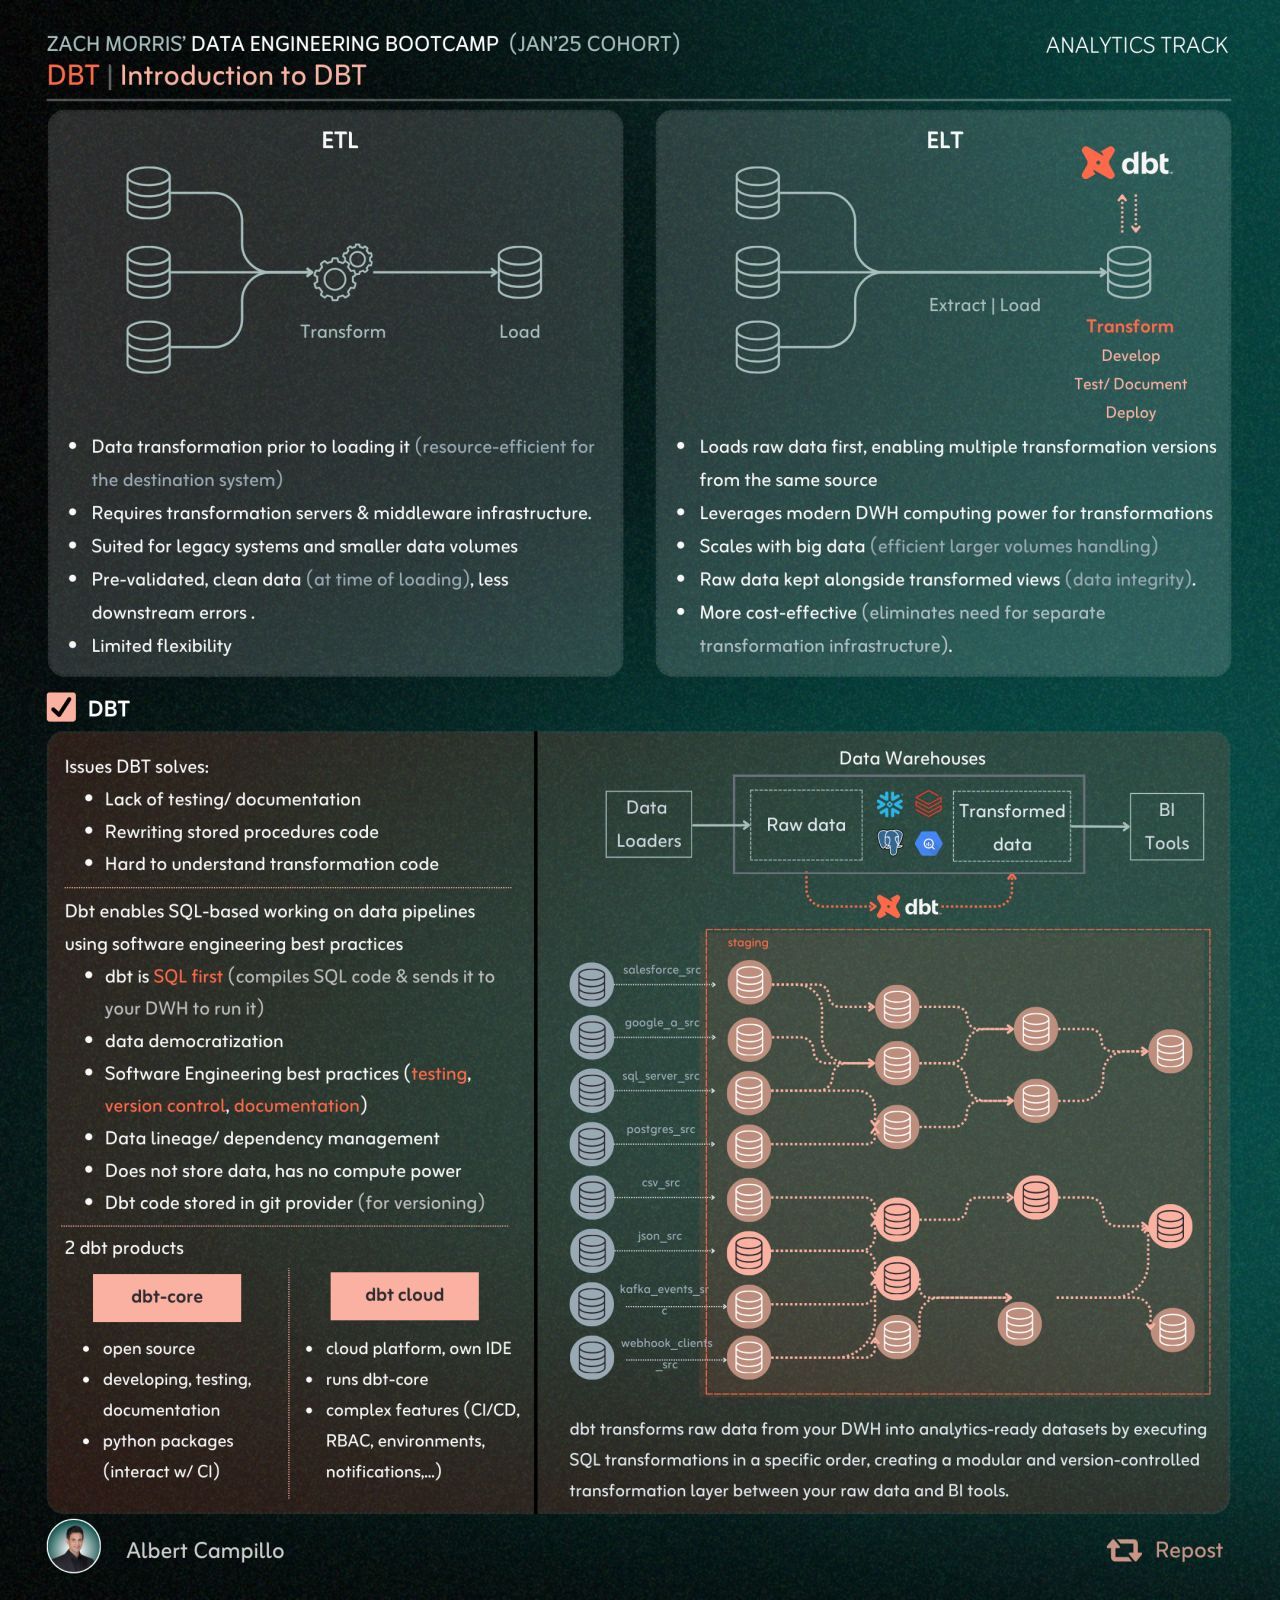 ZACH MORRIS’ DATA ENGINEERING BOOTCAMP (JAN’25 COHORT)
ANALYTICS TRACK
DBT | Introduction to DBT
ETL
Transform
Load
Data transformation prior to loading it (resource-efficient for
the destination system)
Requires transformation servers & middleware infrastructure.
Suited for legacy systems and smaller data volumes
Pre-validated, clean data (at time of loading), less
downstream errors .
Limited flexibility
ELT
dbt
Extract | Load
Transform
Develop
Test/ Document
Deploy
Loads raw data first, enabling multiple transformation versions
from the same source
Leverages modern DWH computing power for transformations
Scales with big data (efficient larger volumes handling)
Raw data kept alongside transformed views (data integrity).
More cost-effective (eliminates need for separate
transformation infrastructure).
DBT
Issues DBT solves:
Lack of testing/ documentation
Rewriting stored procedures code
Hard to understand transformation code
Dbt enables SQL-based working on data pipelines
using software engineering best practices
dbt is SQL first (compiles SQL code & sends it to
your DWH to run it)
data democratization
Software Engineering best practices (testing,
version control, documentation)
Data lineage/ dependency management
Does not store data, has no compute power
Dbt code stored in git provider (for versioning)
2 dbt products
dbt-core
open source
developing, testing,
documentation
python packages
(interact w/ CI)
dbt cloud
cloud platform, own IDE
runs dbt-core
complex features (CI/CD,
RBAC, environments,
notifications,...)
Data Warehouses
Data
Loaders
Raw data
Transformed
data
BI
Tools
dbt
staging
salesforce_src
google_a_src
sql_server_src
postgres_src
csv_src
json_src
kafka_events_sr
c
webhook_clients
_src
dbt transforms raw data from your DWH into analytics-ready datasets by executing
SQL transformations in a specific order, creating a modular and version-controlled
transformation layer between your raw data and BI tools.
Albert Campillo
Repost